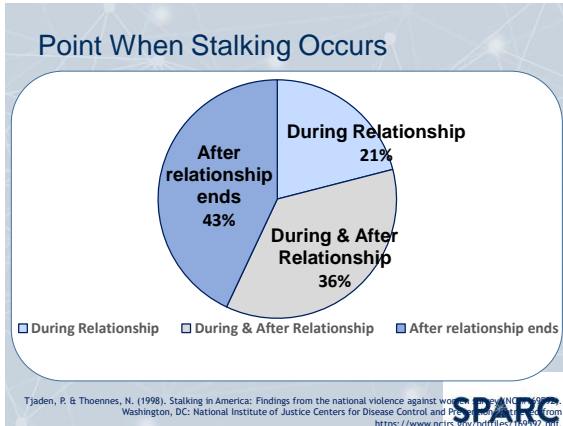 Point When Stalking Occurs
During Relationship
21%
After
relationship
ends
43%
During & After
Relationship
36%
During Relationship
During & After Relationship
After relationship ends
Tjaden, P. & Thoennes, N. (1998). Stalking in America: Findings from the national violence against women
Washington, DC: National Institute of Justice Centers for Disease Control and
SPARC